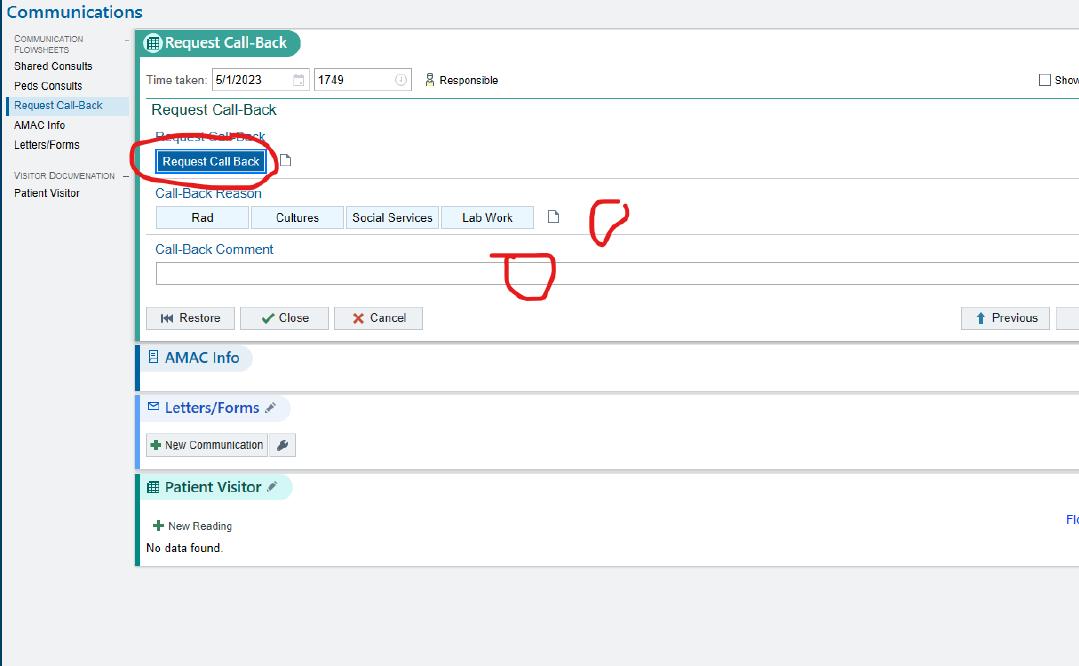 Communications
COMMUNICATION
FLOWSHEETS
Shared Consults
Peds Consults
Request Call-Back
AMAC Info
Letters/Forms
VISITOR DOCUMENATION
Patient Visitor
Request Call-Back
Time taken: 5/1/2023 1749 Responsible Show
Request Call-Back
Request Call-Back
Request Call Back
Call-Back Reason
Rad Cultures Social Services Lab Work
Call-Back Comment
Restore Close Cancel Previous
AMAC Info
Letters/Forms
New Communication
Patient Visitor
New Reading
No data found.